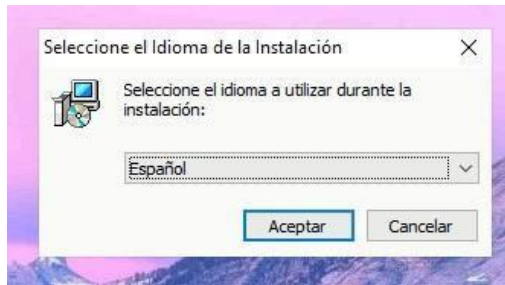 Seleccione el Idioma de la Instalación
Seleccione el idioma a utilizar durante la
instalación:
Español
Aceptar
Cancelar